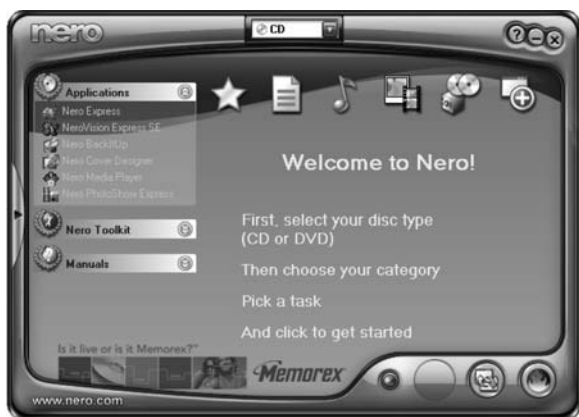 nero
CD
Applications
Nero Express
NeroVision Express SE
Nero BackItUp
Nero Cover Designer
Nero Media Player
Nero PhotoShow Express
Nero Toolkit
Manuals
Welcome to Nero!
First, select your disc type
(CD or DVD)
Then choose your category
Pick a task
And click to get started
Is it live or is it Memorex?"
Memorex
www.nero.com